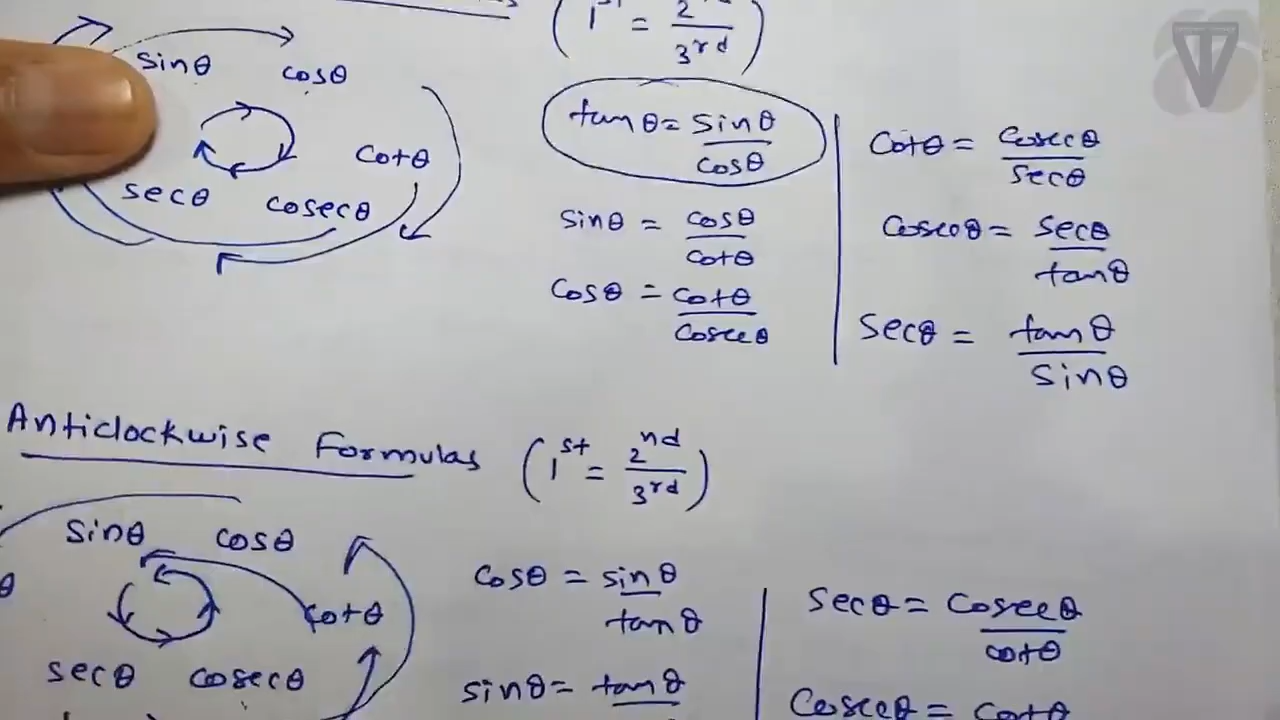 (1st = 2nd / 3rd)
sinθ cosθ
cotθ
secθ cosecθ
tanθ = sinθ / cosθ
sinθ = cosθ / cotθ
cosθ = cotθ / cosecθ
cotθ = cosecθ / secθ
cosecθ = secθ / tanθ
secθ = tanθ / sinθ
Anticlockwise Formulas (1st = 2nd / 3rd)
sinθ cosθ
θ
cotθ
secθ cosecθ
cosθ = sinθ / tanθ
sinθ = tanθ
secθ = cosecθ / cotθ
cosecθ = cotθ